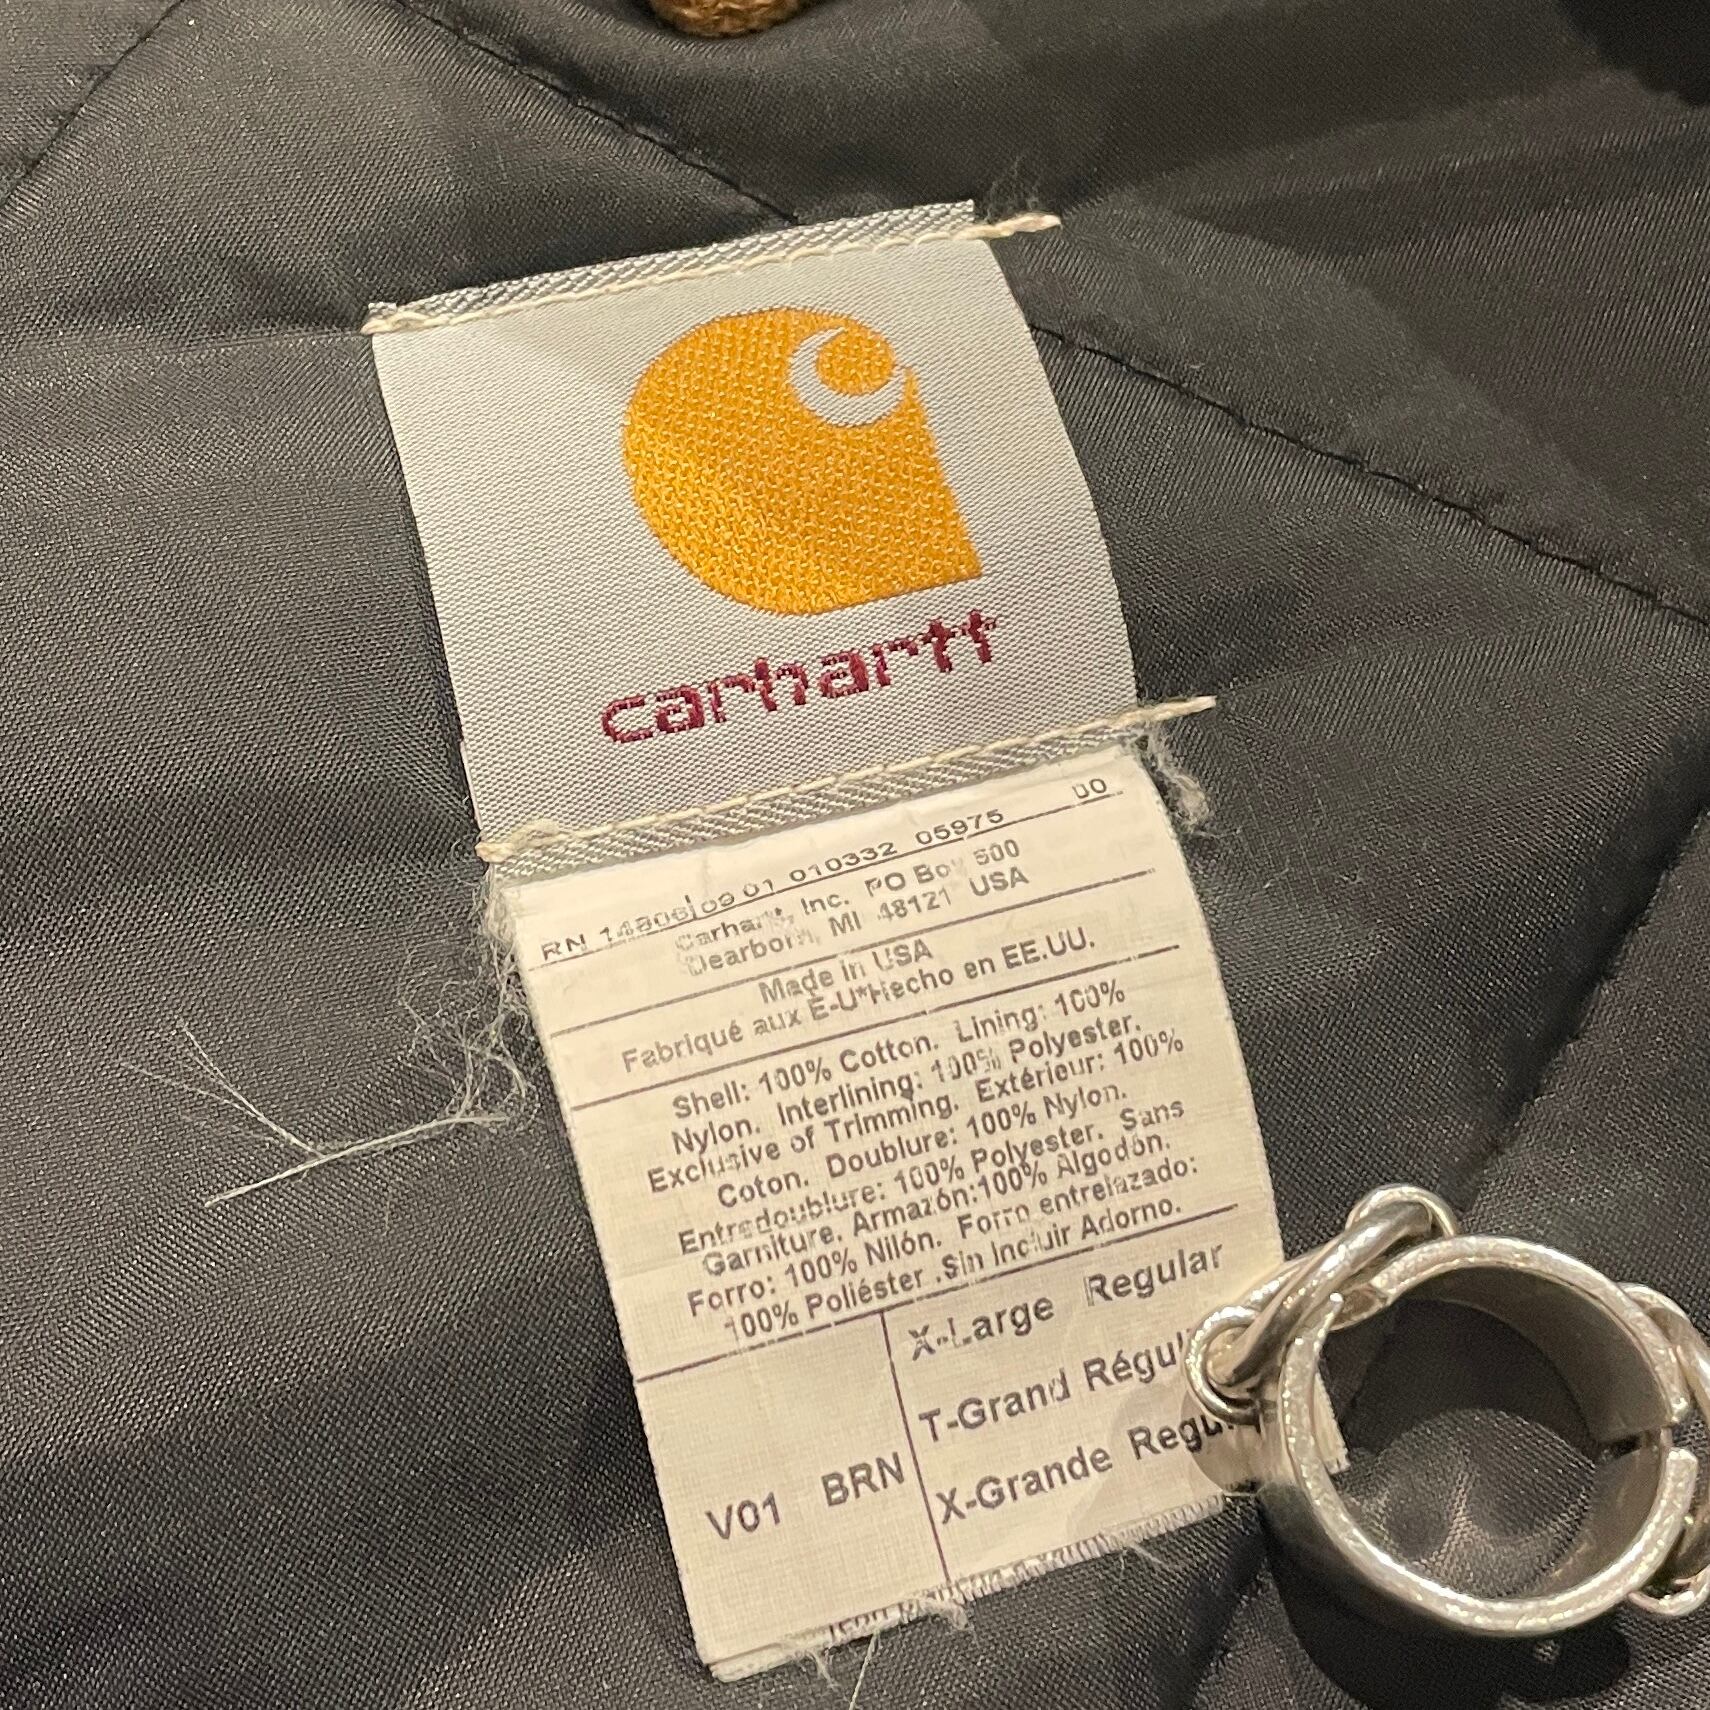 carhartt
RN 14806 09 01 010332 05975 DO
Carhartt, Inc. PO Box 500
Dearborn, MI 48121 USA
Made in USA
Fabriqué aux E-U*Hecho en EE.UU.
Shell: 100% Cotton. Lining: 100%
Nylon. Interlining: 100% Polyester.
Exclusive of Trimming. Extérieur: 100%
Coton. Doublure: 100% Nylon.
Entredoublure: 100% Polyester. Sans
Garniture. Armazón:100% Algodón.
Forro: 100% Nilón. Forro entrelazado:
100% Poliéster .Sin Incluir Adorno.
X-Large Regular
T-Grand Régul
V01 BRN
X-Grande Regul